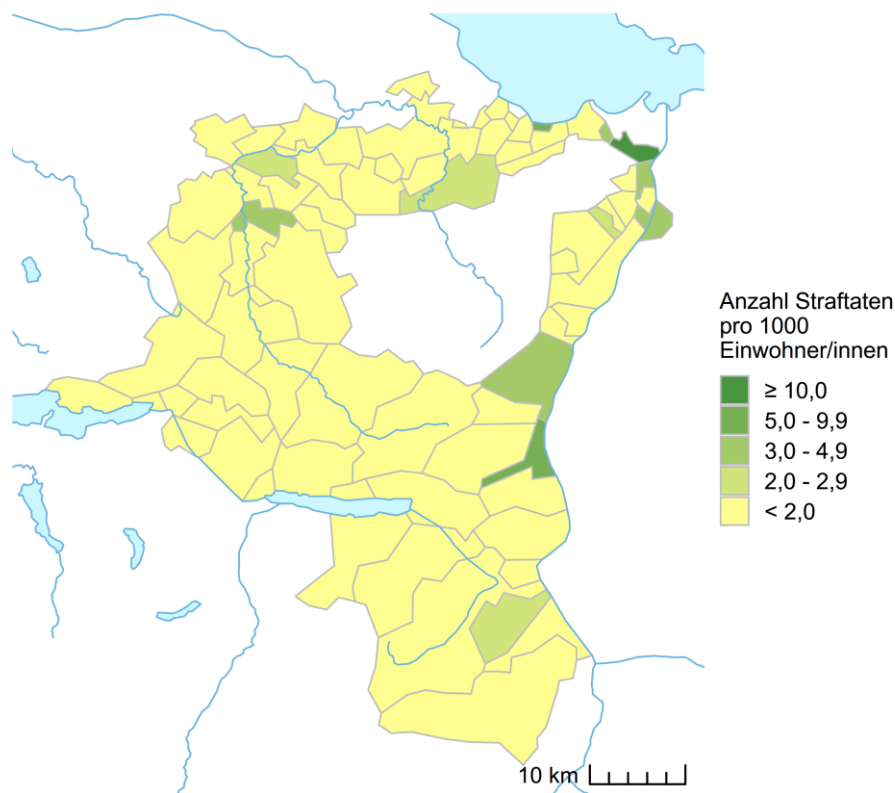 Anzahl Straftaten
pro 1000
Einwohner/innen
≥ 10,0
5,0 - 9,9
3,0 - 4,9
2,0 - 2,9
< 2,0
10 km